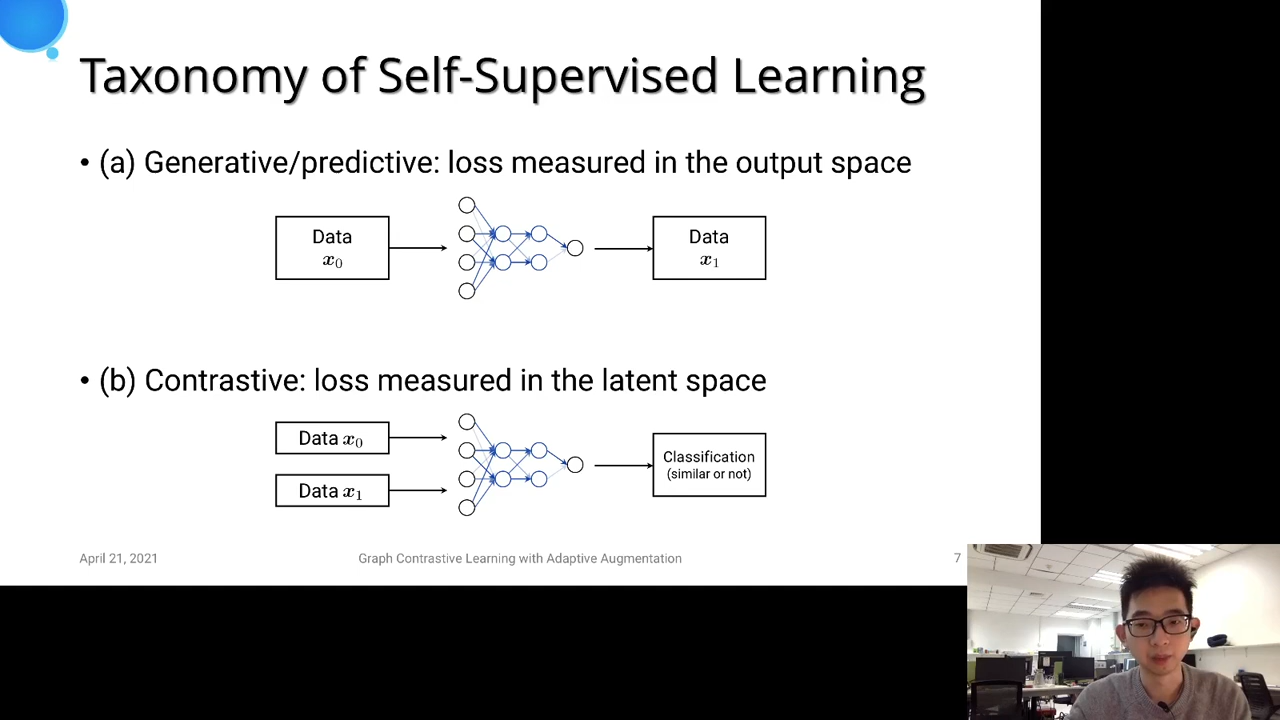 Taxonomy of Self-Supervised Learning
• (a) Generative/predictive: loss measured in the output space
Data
x₀
Data
x₁
• (b) Contrastive: loss measured in the latent space
Data x₀
Data x₁
Classification
(similar or not)
April 21, 2021
Graph Contrastive Learning with Adaptive Augmentation
7